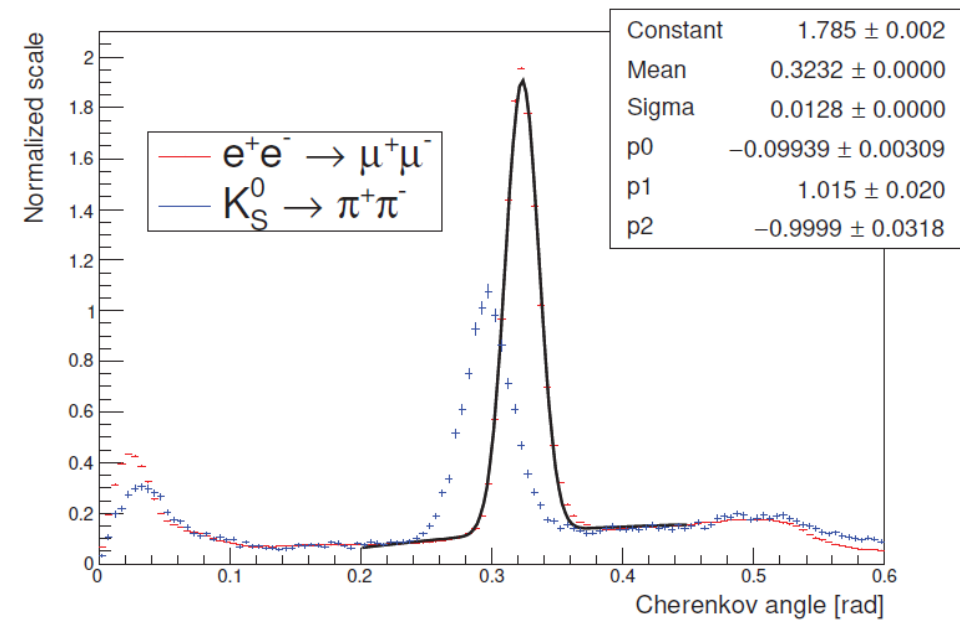 Constant 1.785 ± 0.002
Mean 0.3232 ± 0.0000
Sigma 0.0128 ± 0.0000
p0 −0.09939 ± 0.00309
p1 1.015 ± 0.020
p2 −0.9999 ± 0.0318
Normalized scale
2
1.8
1.6
1.4
1.2
1
0.8
0.6
0.4
0.2
0
e⁺e⁻ → μ⁺μ⁻
K⁰_S → π⁺π⁻
0 0.1 0.2 0.3 0.4 0.5 0.6
Cherenkov angle [rad]